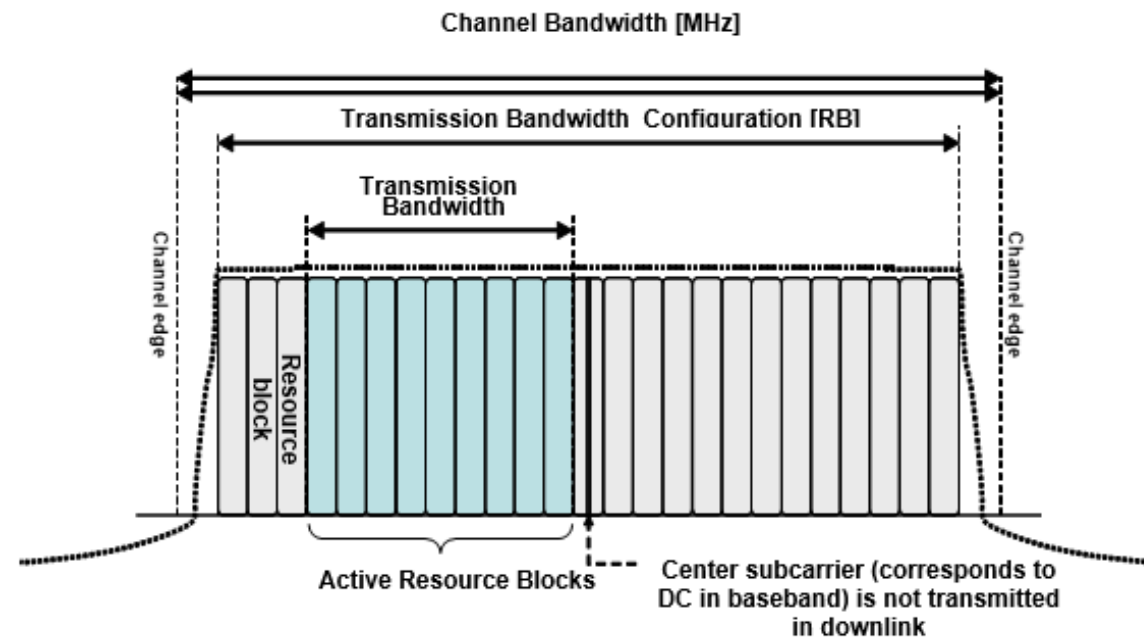 Channel Bandwidth [MHz]
Transmission Bandwidth Configuration [RB]
Transmission
Bandwidth
Channel edge
Channel edge
Resource
block
Active Resource Blocks
Center subcarrier (corresponds to
DC in baseband) is not transmitted
in downlink